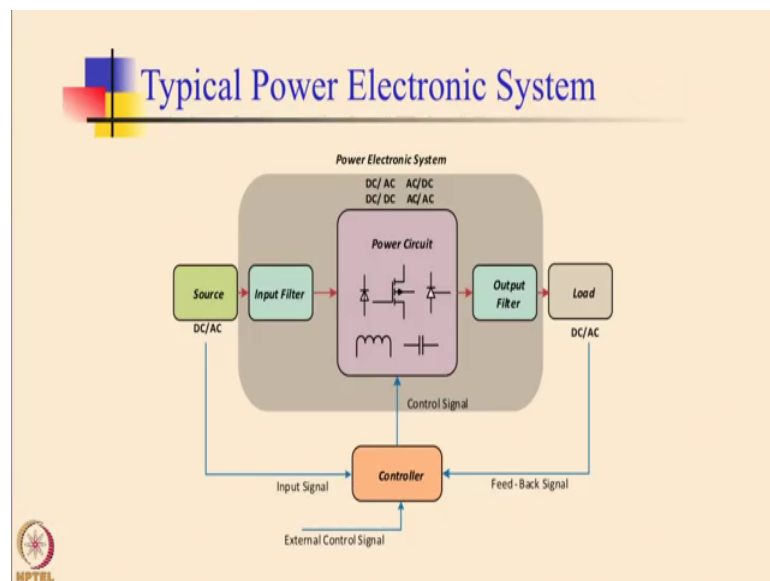 Typical Power Electronic System
Power Electronic System
DC/ AC AC/DC
DC/ DC AC/ AC
Power Circuit
Source
Input Filter
Output
Filter
Load
DC/AC
DC/AC
Control Signal
Controller
Input Signal
Feed - Back Signal
External Control Signal
NPTEL